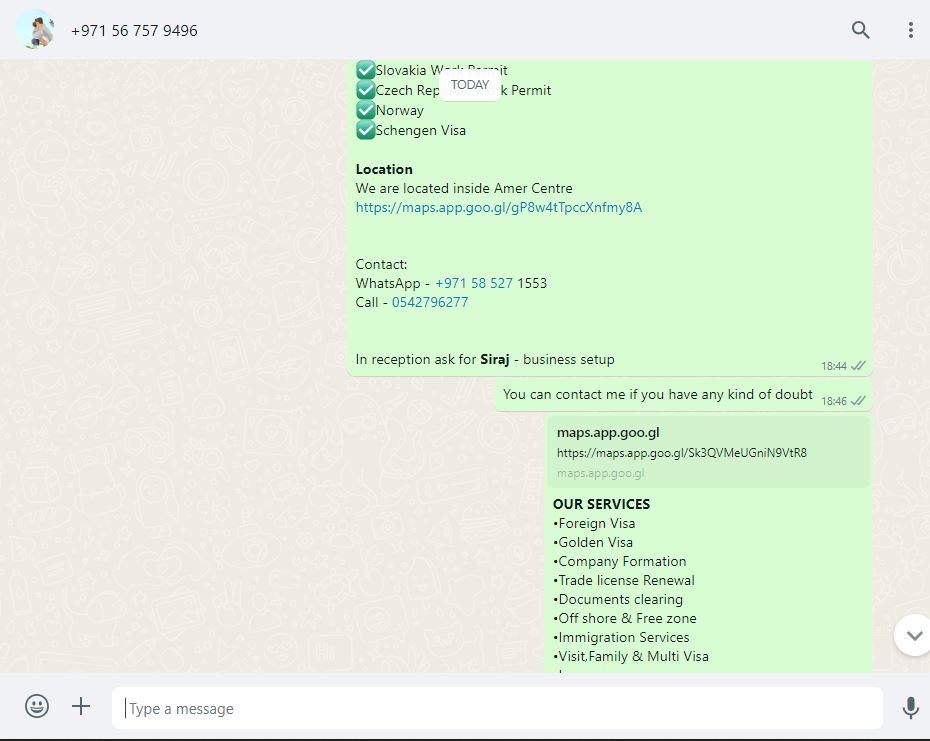 +971 56 757 9496
Slovakia Work Permit
TODAY
Czech Rep k Permit
Norway
Schengen Visa
Location
We are located inside Amer Centre
https://maps.app.goo.gl/gP8w4tTpccXnfmy8A
Contact:
WhatsApp - +971 58 527 1553
Call - 0542796277
In reception ask for Siraj - business setup
18:44
You can contact me if you have any kind of doubt
18:46
maps.app.goo.gl
https://maps.app.goo.gl/Sk3QVMeUGniN9VtR8
maps.app.goo.gl
OUR SERVICES
•Foreign Visa
•Golden Visa
•Company Formation
•Trade license Renewal
•Documents clearing
•Off shore & Free zone
•Immigration Services
•Visit,Family & Multi Visa
Type a message